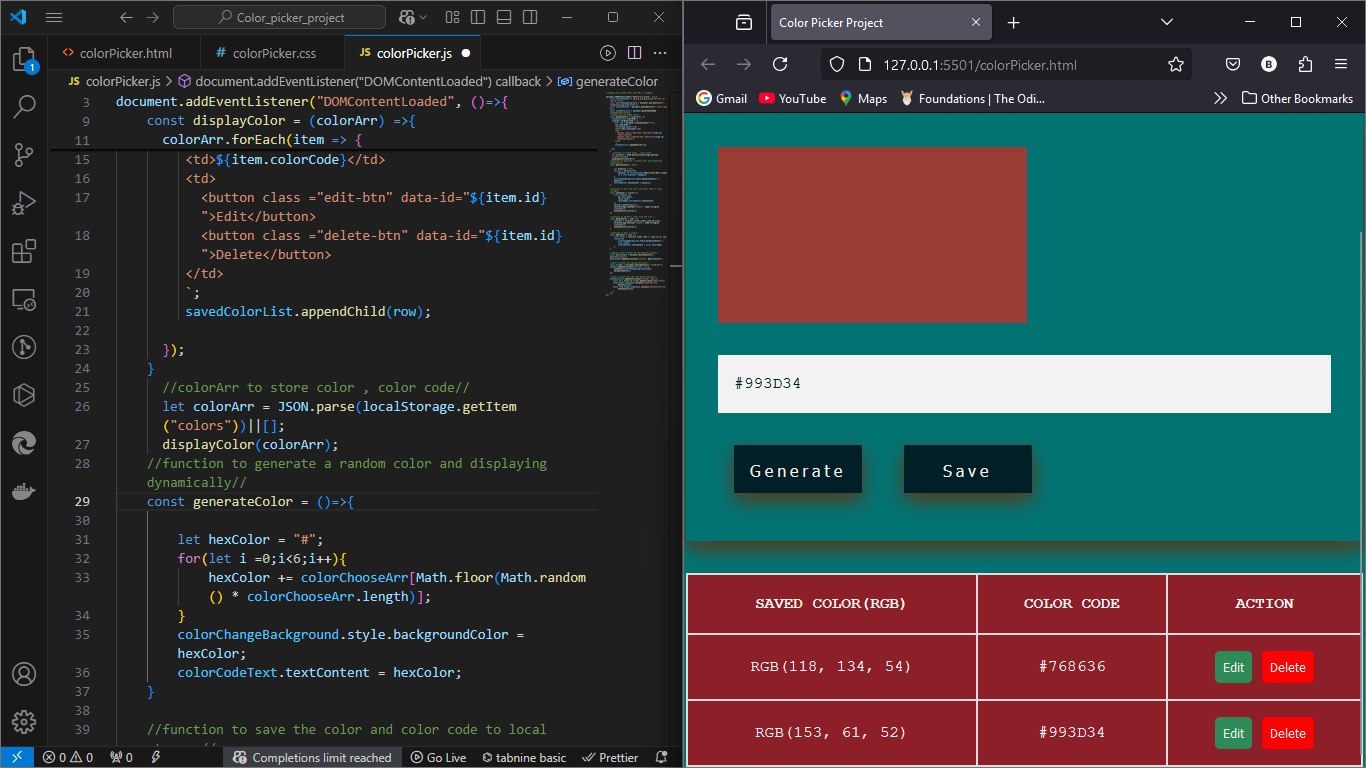 Color_picker_project
colorPicker.html
colorPicker.css
JS colorPicker.js
JS colorPicker.js > document.addEventListener("DOMContentLoaded") callback > generateColor
3 document.addEventListener("DOMContentLoaded", ()=>{
9 const displayColor = (colorArr) =>{
11 colorArr.forEach(item => {
15 <td>${item.colorCode}</td>
16 <td>
17 <button class ="edit-btn" data-id="${item.id}
">Edit</button>
18 <button class ="delete-btn" data-id="${item.id}
">Delete</button>
19 </td>
20 `;
21 savedColorList.appendChild(row);
22
23 });
24 }
25 //colorArr to store color , color code//
26 let colorArr = JSON.parse(localStorage.getItem
("colors"))||[];
27 displayColor(colorArr);
28 //function to generate a random color and displaying
dynamically//
29 const generateColor = ()=>{
30
31 let hexColor = "#";
32 for(let i =0;i<6;i++){
33 hexColor += colorChooseArr[Math.floor(Math.random
() * colorChooseArr.length)];
34 }
35 colorChangeBackground.style.backgroundColor =
hexColor;
36 colorCodeText.textContent = hexColor;
37 }
38
39 //function to save the color and color code to local
1
0 0 0 Completions limit reached Go Live tabnine basic Prettier
Color Picker Project
127.0.0.1:5501/colorPicker.html
B
Gmail YouTube Maps Foundations | The Odi... Other Bookmarks
#993D34
Generate Save
SAVED COLOR(RGB) COLOR CODE ACTION
RGB(118, 134, 54) #768636 Edit Delete
RGB(153, 61, 52) #993D34 Edit Delete